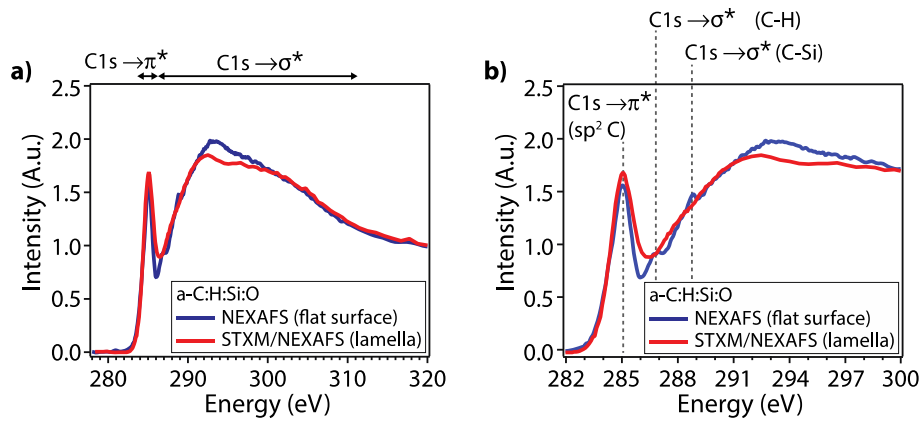 a)
C1s→π* C1s→σ*
2.5
2.0
1.5
1.0
0.5
0.0
Intensity (A.u.)
a-C:H:Si:O
NEXAFS (flat surface)
STXM/NEXAFS (lamella)
280 290 300 310 320
Energy (eV)
b)
C1s→σ* (C-H)
C1s→σ* (C-Si)
C1s→π*
(sp² C)
2.5
2.0
1.5
1.0
0.5
0.0
Intensity (A.u.)
a-C:H:Si:O
NEXAFS (flat surface)
STXM/NEXAFS (lamella)
282 285 288 291 294 297 300
Energy (eV)